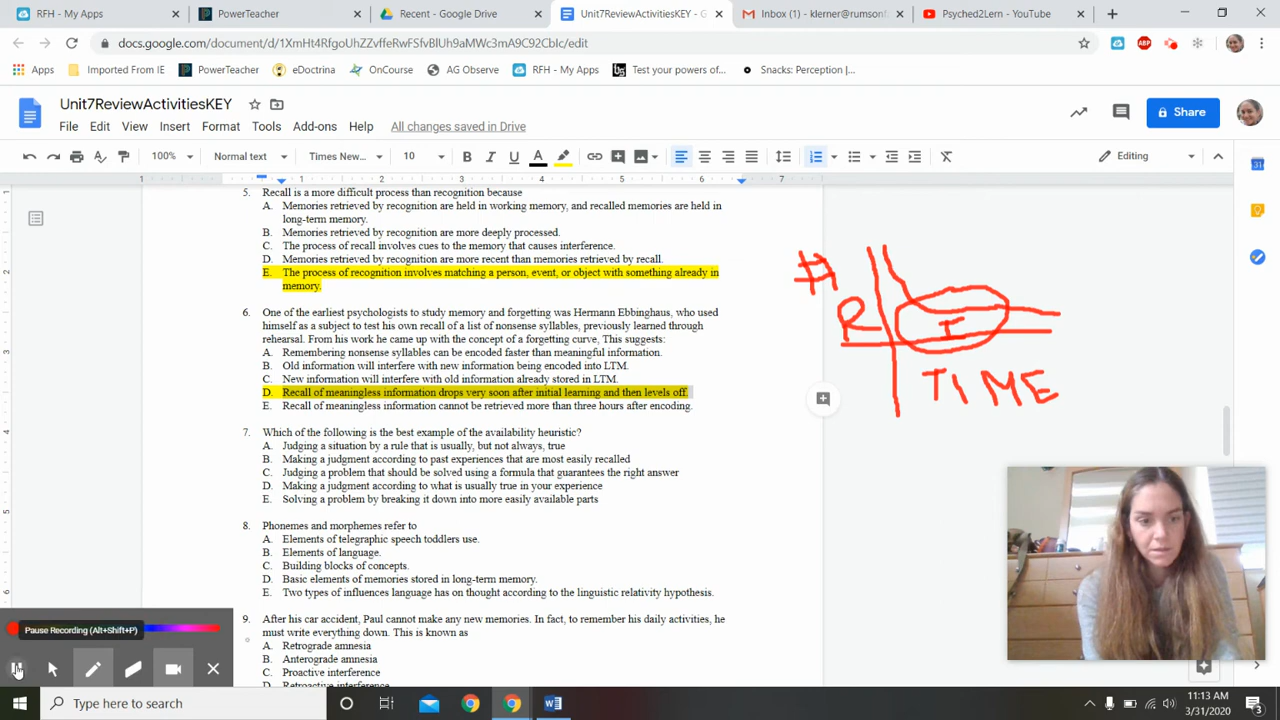 RFH - My Apps
PowerTeacher
Recent - Google Drive
Unit7ReviewActivitiesKEY - G
Inbox (1) - klerner@rumsonf
Psyched2Lern - YouTube
docs.google.com/document/d/1XmHt4RfgoUhZZvffeRwFSfvBlUh9aMWc3mA9C92CbIc/edit
Apps
Imported From IE
PowerTeacher
eDoctrina
OnCourse
AG Observe
RFH - My Apps
Test your powers of...
Snacks: Perception |...
Unit7ReviewActivitiesKEY
Share
File Edit View Insert Format Tools Add-ons Help All changes saved in Drive
100% Normal text Times New... 10 Editing
1 1 2 3 4 5 6 7
5. Recall is a more difficult process than recognition because
A. Memories retrieved by recognition are held in working memory, and recalled memories are held in
long-term memory.
B. Memories retrieved by recognition are more deeply processed.
C. The process of recall involves cues to the memory that causes interference.
D. Memories retrieved by recognition are more recent than memories retrieved by recall.
E. The process of recognition involves matching a person, event, or object with something already in
memory.
6. One of the earliest psychologists to study memory and forgetting was Hermann Ebbinghaus, who used
himself as a subject to test his own recall of a list of nonsense syllables, previously learned through
rehearsal. From his work he came up with the concept of a forgetting curve, This suggests:
A. Remembering nonsense syllables can be encoded faster than meaningful information.
B. Old information will interfere with new information being encoded into LTM.
C. New information will interfere with old information already stored in LTM.
D. Recall of meaningless information drops very soon after initial learning and then levels off.
E. Recall of meaningless information cannot be retrieved more than three hours after encoding.
7. Which of the following is the best example of the availability heuristic?
A. Judging a situation by a rule that is usually, but not always, true
B. Making a judgment according to past experiences that are most easily recalled
C. Judging a problem that should be solved using a formula that guarantees the right answer
D. Making a judgment according to what is usually true in your experience
E. Solving a problem by breaking it down into more easily available parts
8. Phonemes and morphemes refer to
A. Elements of telegraphic speech toddlers use.
B. Elements of language.
C. Building blocks of concepts.
D. Basic elements of memories stored in long-term memory.
E. Two types of influences language has on thought according to the linguistic relativity hypothesis.
9. After his car accident, Paul cannot make any new memories. In fact, to remember his daily activities, he
must write everything down. This is known as
A. Retrograde amnesia
B. Anterograde amnesia
C. Proactive interference
D. Retroactive interference
#
R
I
TIME
Pause Recording (Alt+Shift+P)
Type here to search
11:13 AM
3/31/2020
3